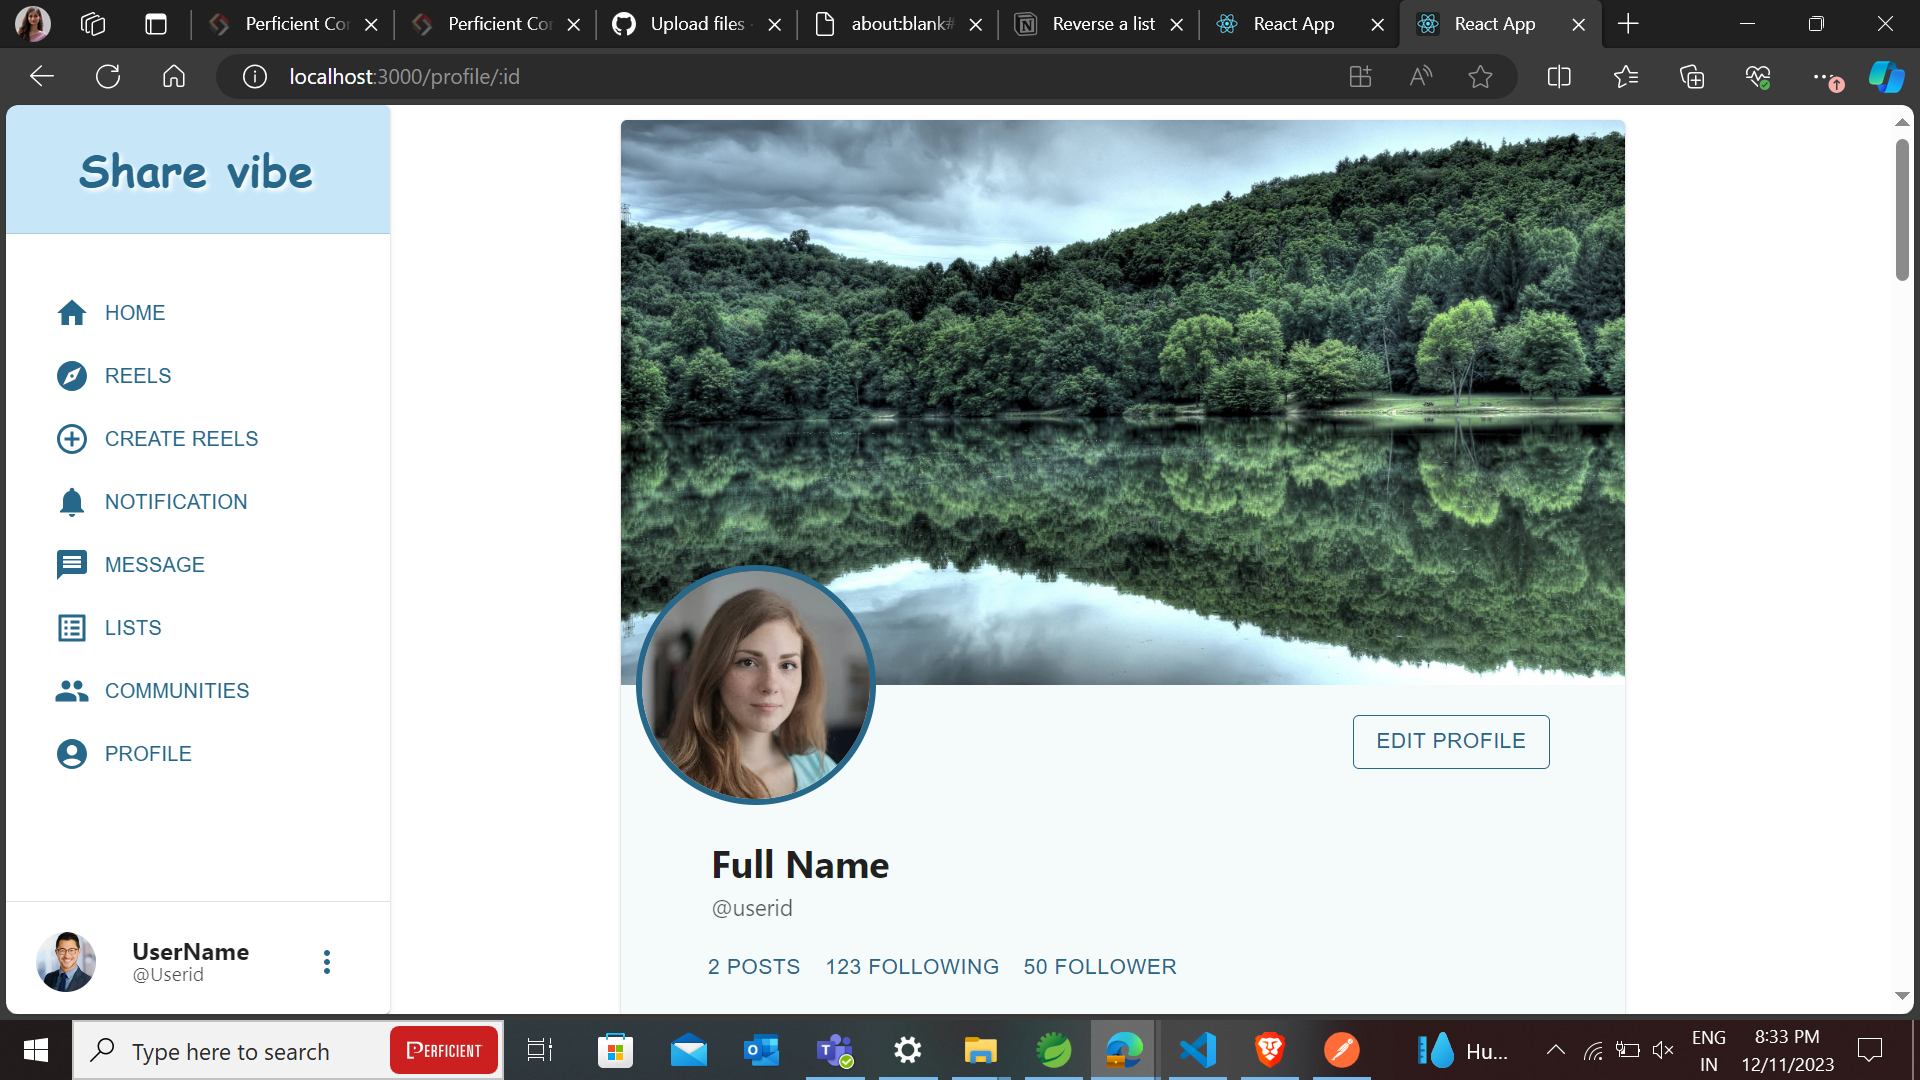 Perficient Cor
Perficient Cor
Upload files ·
about:blank#
Reverse a list
React App
React App
localhost:3000/profile/:id
Share vibe
HOME
REELS
CREATE REELS
NOTIFICATION
MESSAGE
LISTS
COMMUNITIES
PROFILE
UserName
@Userid
EDIT PROFILE
Full Name
@userid
2 POSTS 123 FOLLOWING 50 FOLLOWER
Type here to search
PERFICIENT
Hu...
ENG
IN
8:33 PM
12/11/2023